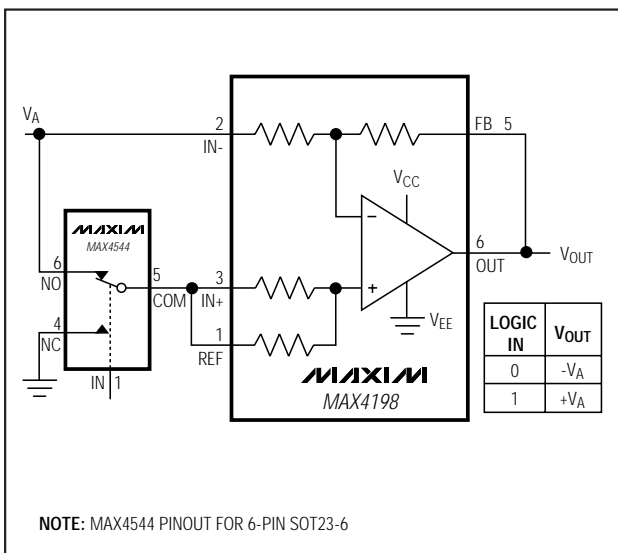 VA
2
IN-
FB 5
VCC
MAXIM
MAX4544
6
NO
5
COM
3
IN+
4
NC
1
REF
IN 1
−
+
6
OUT
VOUT
VEE
MAXIM
MAX4198
LOGIC IN VOUT
0 -VA
1 +VA
NOTE: MAX4544 PINOUT FOR 6-PIN SOT23-6